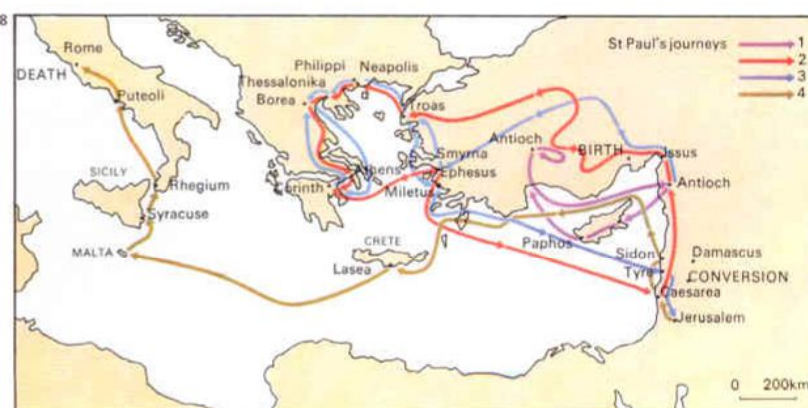 8
St Paul's journeys
1
2
3
4
Rome
DEATH
Puteoli
SICILY
Rhegium
Syracuse
MALTA
Philippi
Neapolis
Thessalonika
Borea
Troas
Athens
Corinth
Smyrna
Ephesus
Miletus
CRETE
Lasea
Antioch
BIRTH
Issus
Antioch
Paphos
Sidon
Damascus
Tyre
CONVERSION
Caesarea
Jerusalem
0 200km